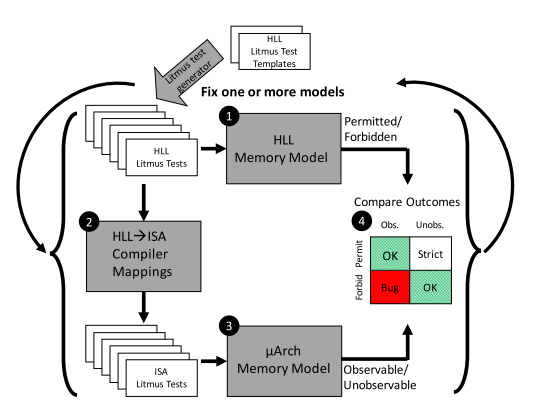 HLL
Litmus Test
Templates
Litmus test
generator
Fix one or more models
1
HLL
Memory Model
Permitted/
Forbidden
HLL
Litmus Tests
2
HLL→ISA
Compiler
Mappings
Compare Outcomes
4
Obs. Unobs.
Permit
OK Strict
Forbid
Bug OK
3
µArch
Memory Model
ISA
Litmus Tests
Observable/
Unobservable